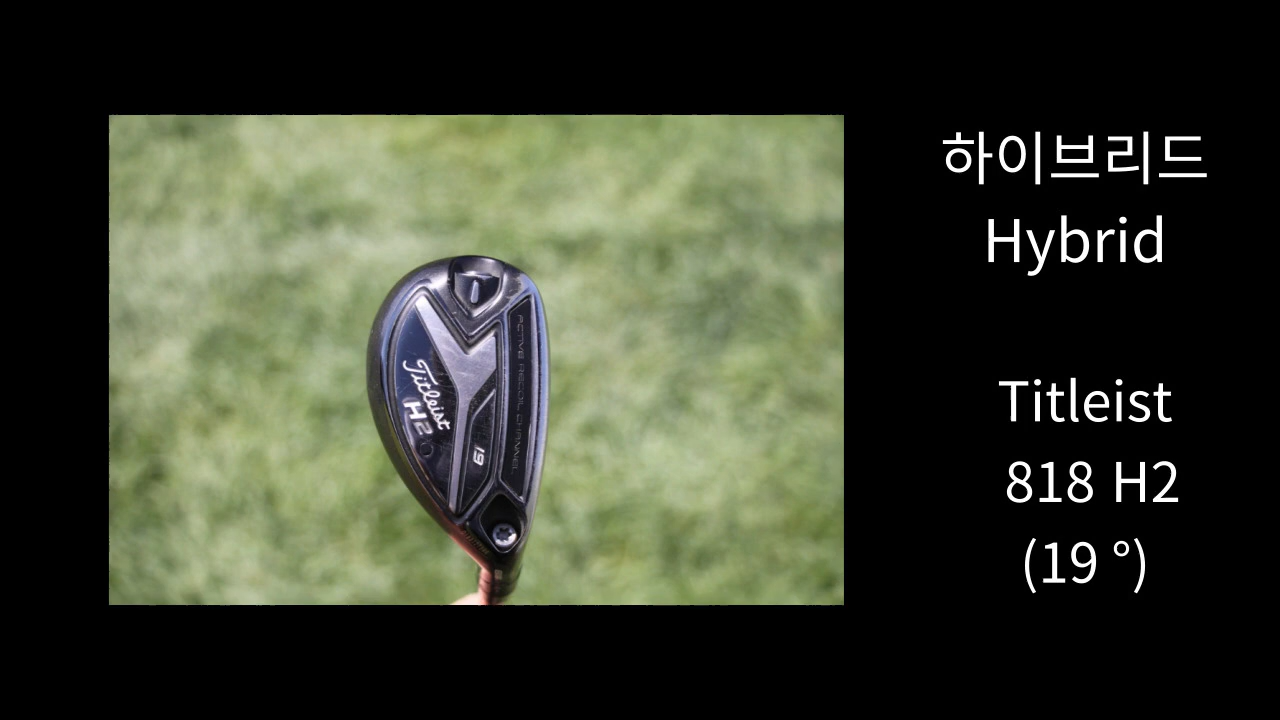 하이브리드
Hybrid
Titleist
818 H2
(19 °)
Titleist
H2
19
ACTIVE RECOIL CHANNEL